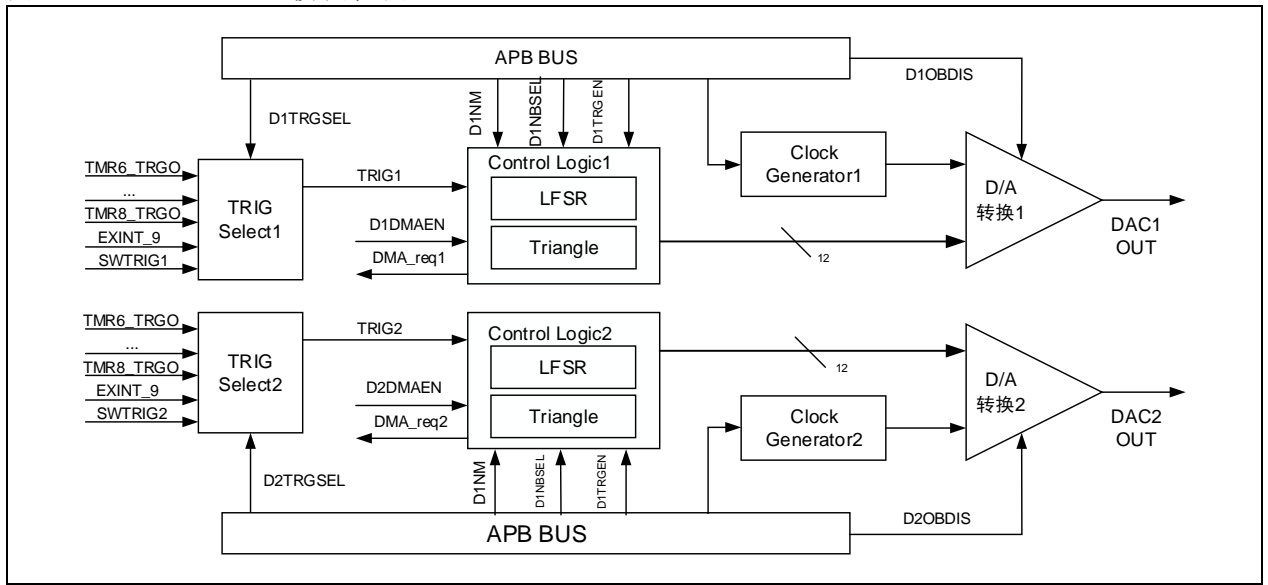 APB BUS
D1OBDIS
D1TRGSEL
D1NM
D1NBSEL
D1TRGEN
TMR6_TRGO
...
TMR8_TRGO
EXINT_9
SWTRIG1
TRIG
Select1
TRIG1
D1DMAEN
DMA_req1
Control Logic1
LFSR
Triangle
Clock
Generator1
12
D/A
转换1
DAC1
OUT
TMR6_TRGO
...
TMR8_TRGO
EXINT_9
SWTRIG2
TRIG
Select2
TRIG2
D2DMAEN
DMA_req2
Control Logic2
LFSR
Triangle
12
Clock
Generator2
D/A
转换2
DAC2
OUT
D2TRGSEL
D1NM
D1NBSEL
D1TRGEN
D2OBDIS
APB BUS